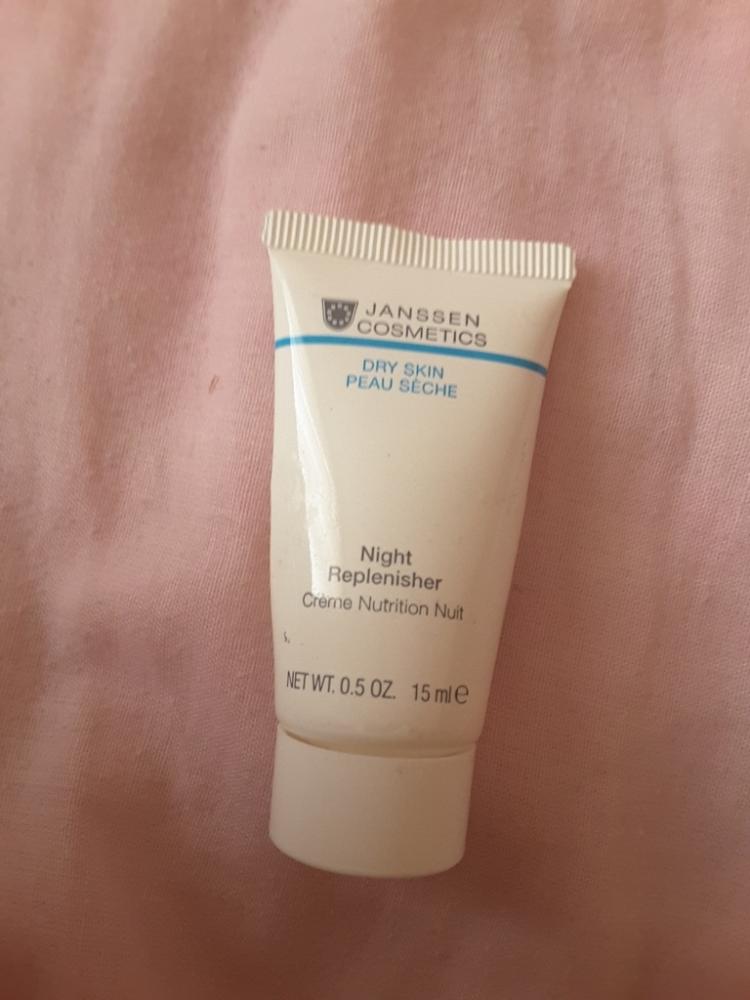 JANSSEN
COSMETICS
DRY SKIN
PEAU SÈCHE
Night
Replenisher
Crème Nutrition Nuit
NET WT. 0.5 OZ. 15 ml e